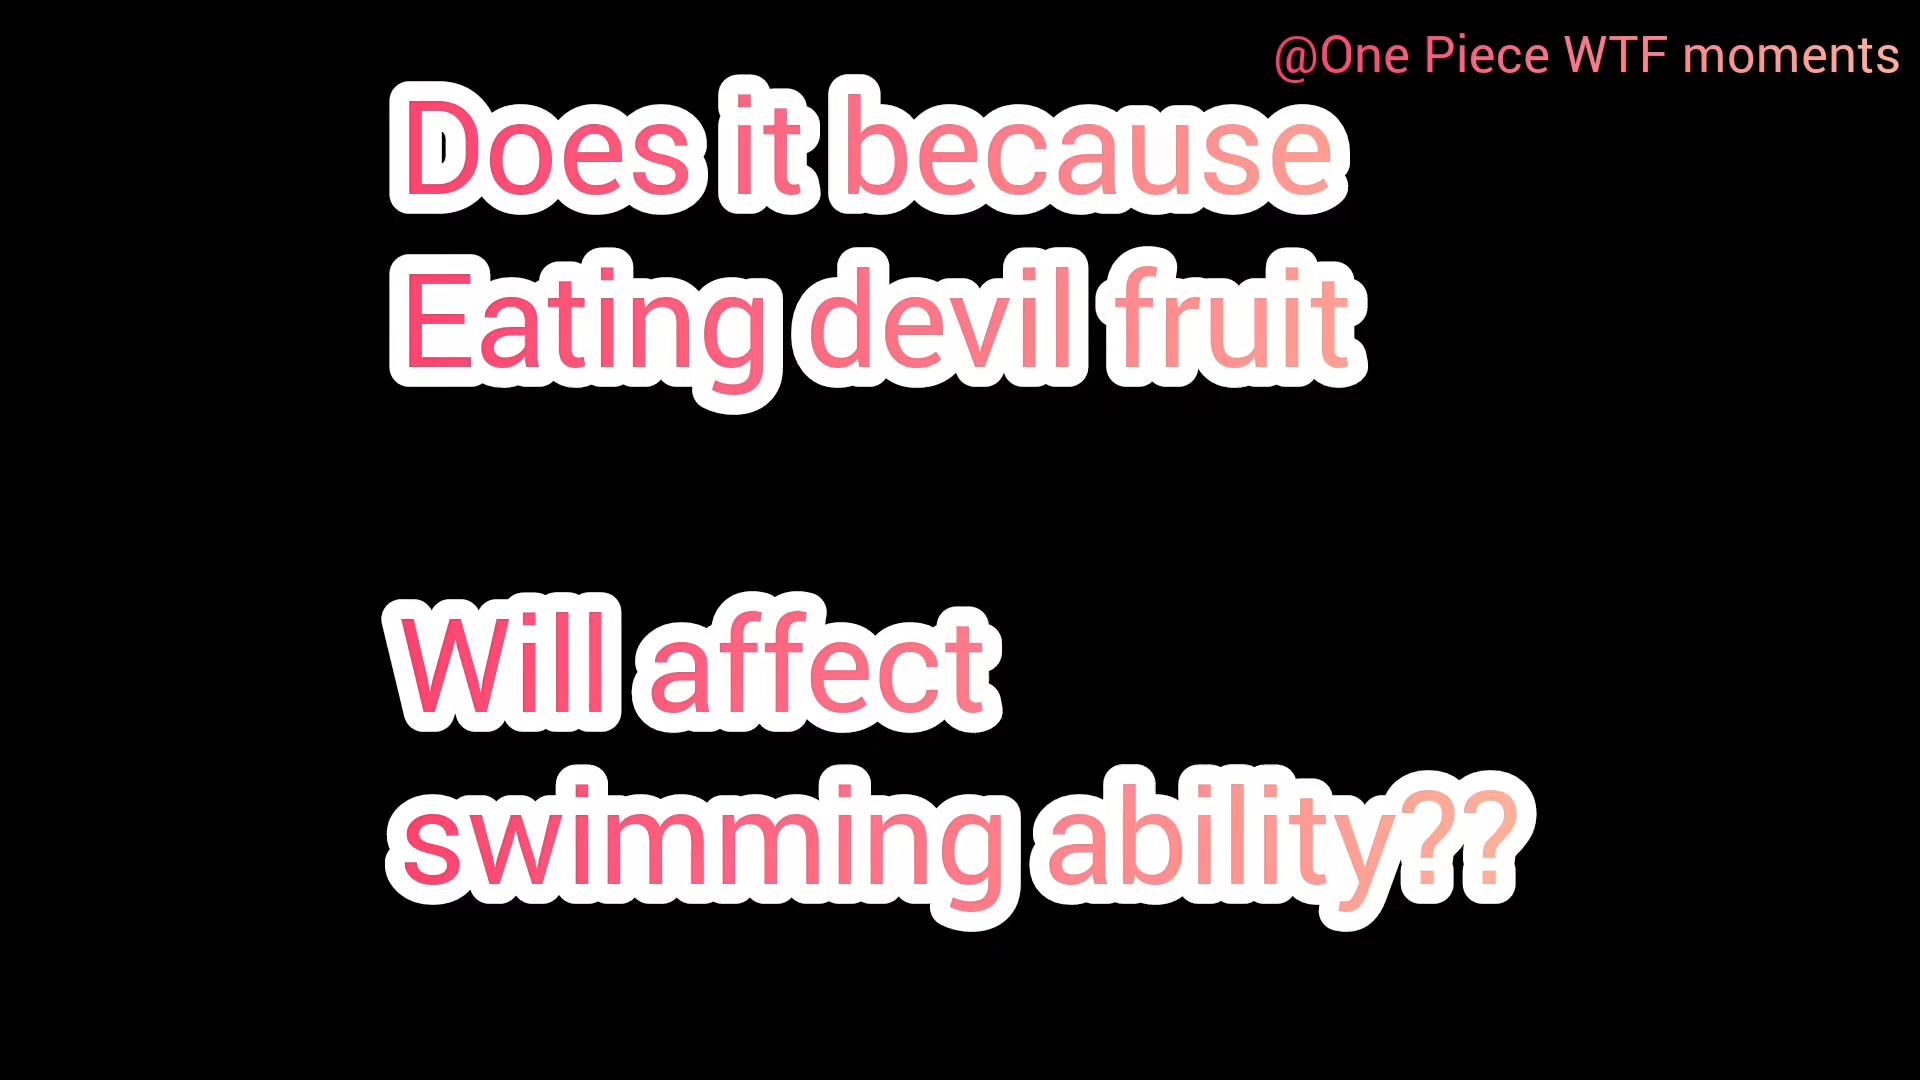 @One Piece WTF moments
Does it because
Eating devil fruit
Will affect
swimming ability??